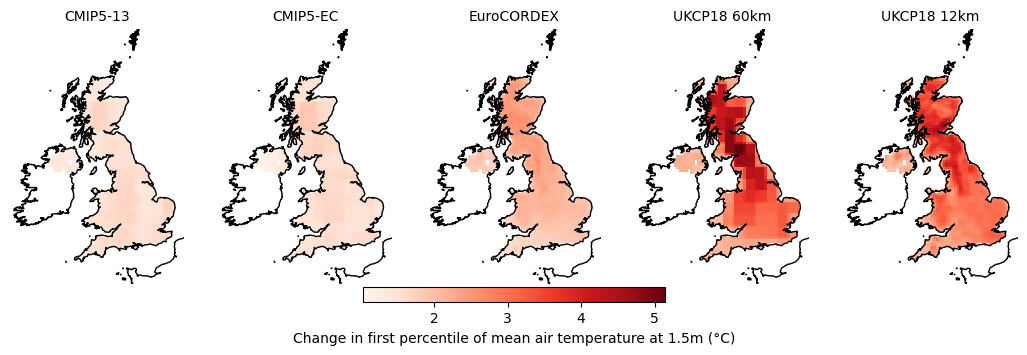 CMIP5-13 CMIP5-EC EuroCORDEX UKCP18 60km UKCP18 12km
2 3 4 5
Change in first percentile of mean air temperature at 1.5m (°C)